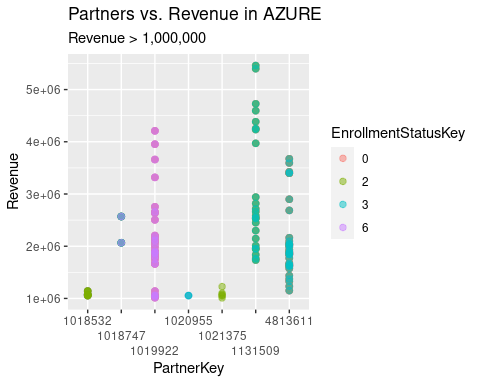 Partners vs. Revenue in AZURE
Revenue > 1,000,000
5e+06
4e+06
3e+06
2e+06
1e+06
Revenue
1018532
1018747
1019922
1020955
1021375
1131509
4813611
PartnerKey
EnrollmentStatusKey
0
2
3
6